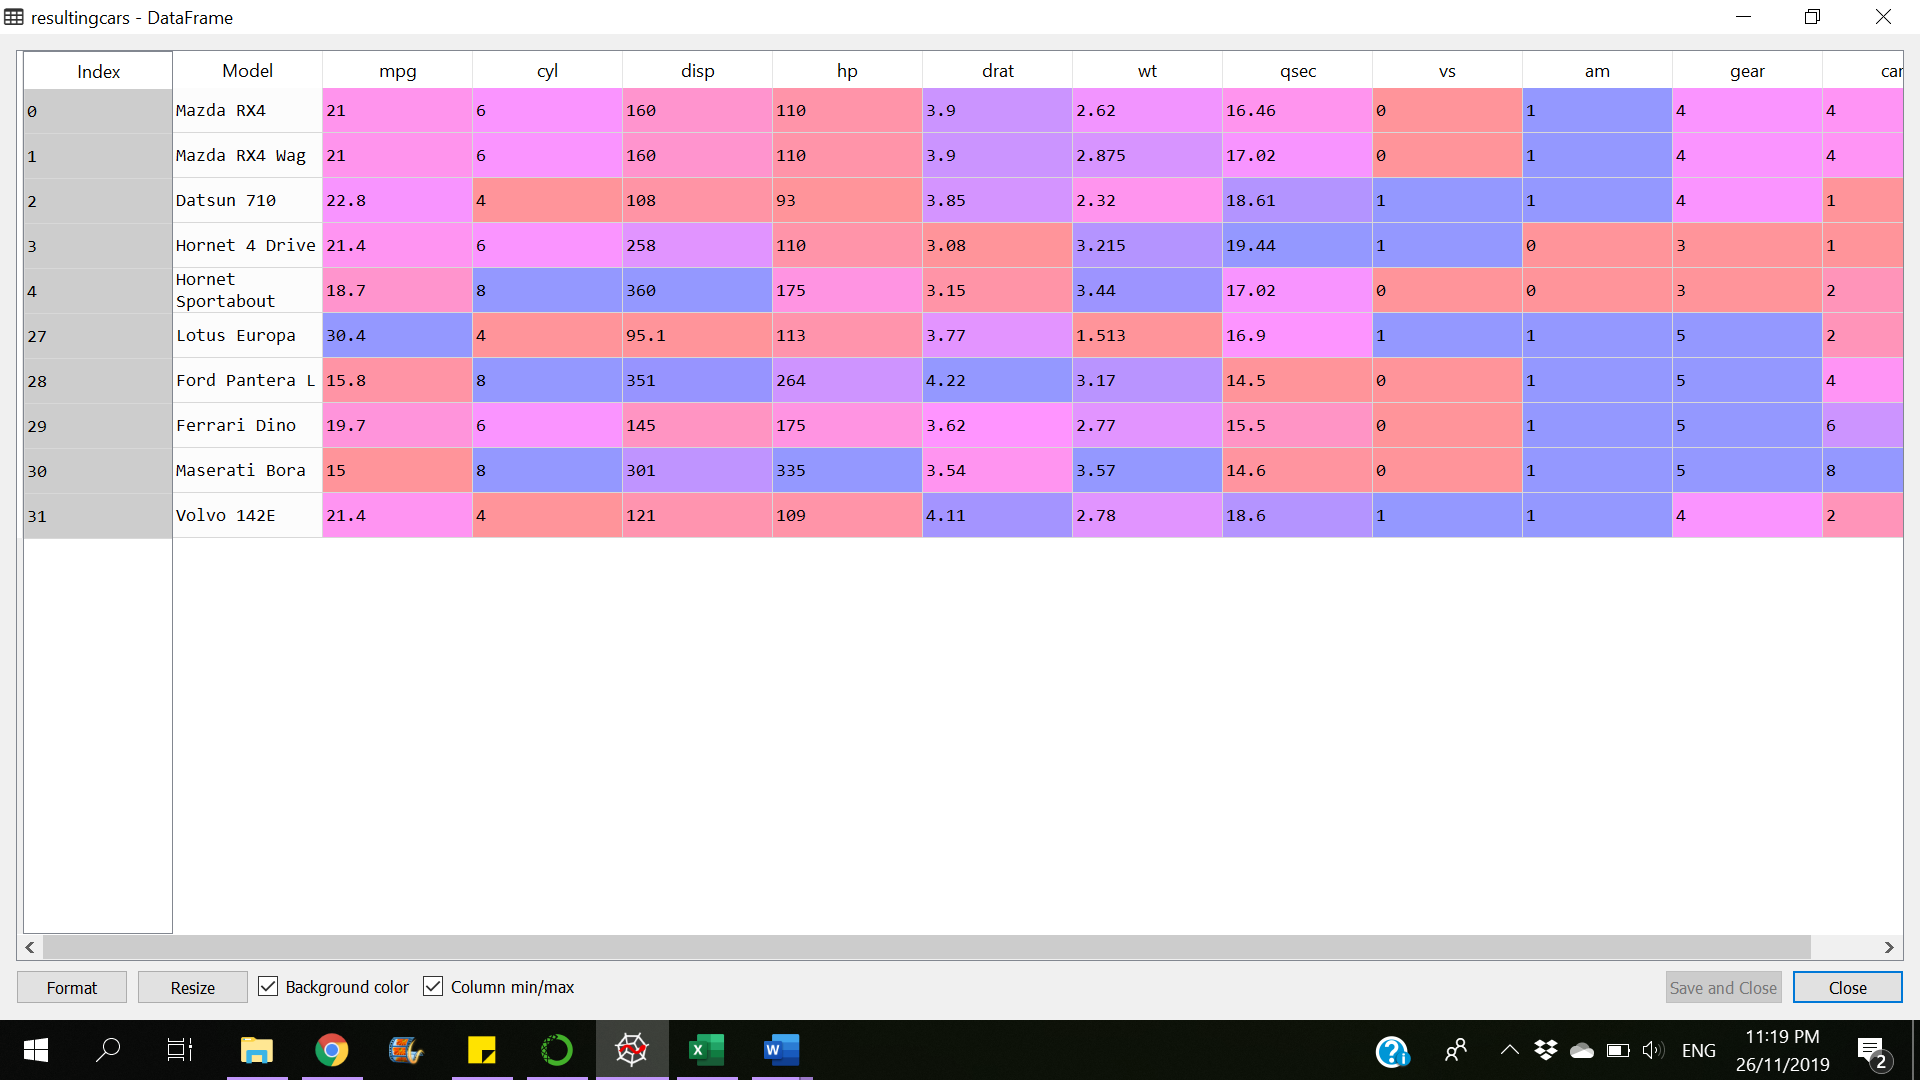 resultingcars - DataFrame
Index Model mpg cyl disp hp drat wt qsec vs am gear car
0 Mazda RX4 21 6 160 110 3.9 2.62 16.46 0 1 4 4
1 Mazda RX4 Wag 21 6 160 110 3.9 2.875 17.02 0 1 4 4
2 Datsun 710 22.8 4 108 93 3.85 2.32 18.61 1 1 4 1
3 Hornet 4 Drive 21.4 6 258 110 3.08 3.215 19.44 1 0 3 1
4 Hornet Sportabout 18.7 8 360 175 3.15 3.44 17.02 0 0 3 2
27 Lotus Europa 30.4 4 95.1 113 3.77 1.513 16.9 1 1 5 2
28 Ford Pantera L 15.8 8 351 264 4.22 3.17 14.5 0 1 5 4
29 Ferrari Dino 19.7 6 145 175 3.62 2.77 15.5 0 1 5 6
30 Maserati Bora 15 8 301 335 3.54 3.57 14.6 0 1 5 8
31 Volvo 142E 21.4 4 121 109 4.11 2.78 18.6 1 1 4 2
Format Resize Background color Column min/max Save and Close Close
ENG
11:19 PM
26/11/2019
2